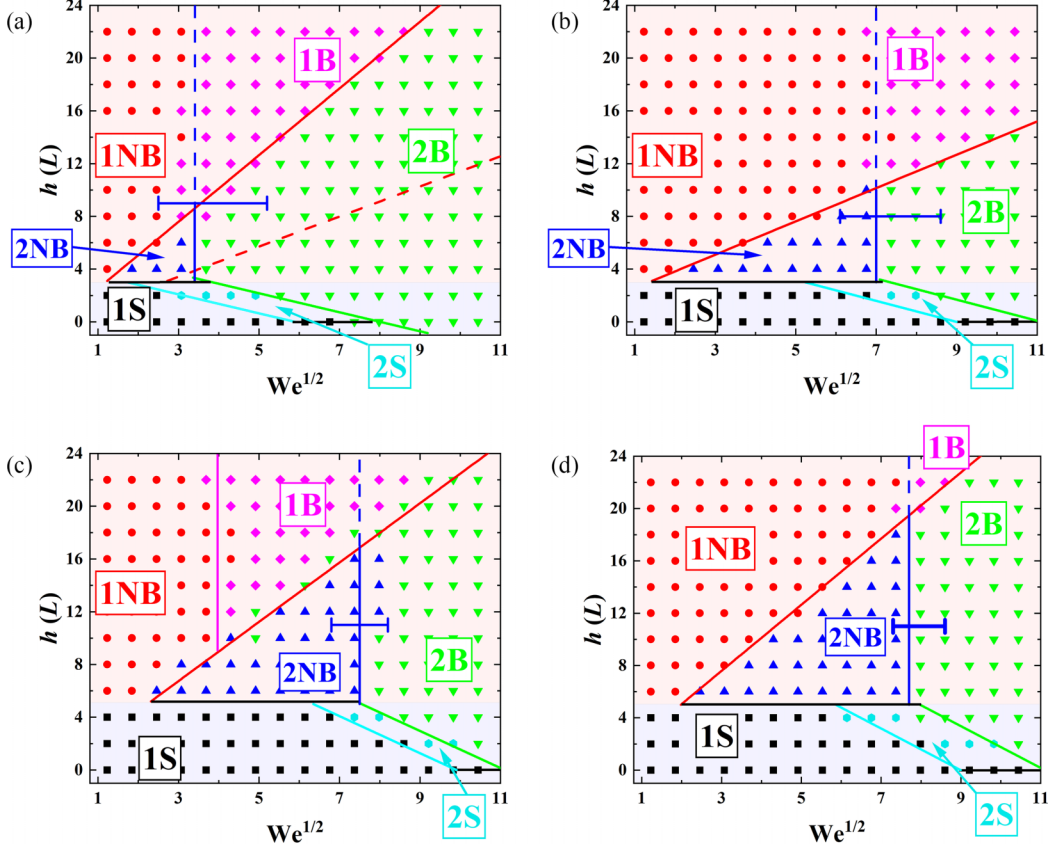 (a)
24
20
16
12
8
4
0
h (L)
1NB
1B
2B
2NB
1S
2S
1 3 5 7 9 11
We1/2
(b)
24
20
16
12
8
4
0
h (L)
1NB
1B
2B
2NB
1S
2S
1 3 5 7 9 11
We1/2
(c)
24
20
16
12
8
4
0
h (L)
1NB
1B
2NB
2B
1S
2S
1 3 5 7 9 11
We1/2
(d)
24
20
16
12
8
4
0
h (L)
1B
1NB
2B
2NB
1S
2S
1 3 5 7 9 11
We1/2